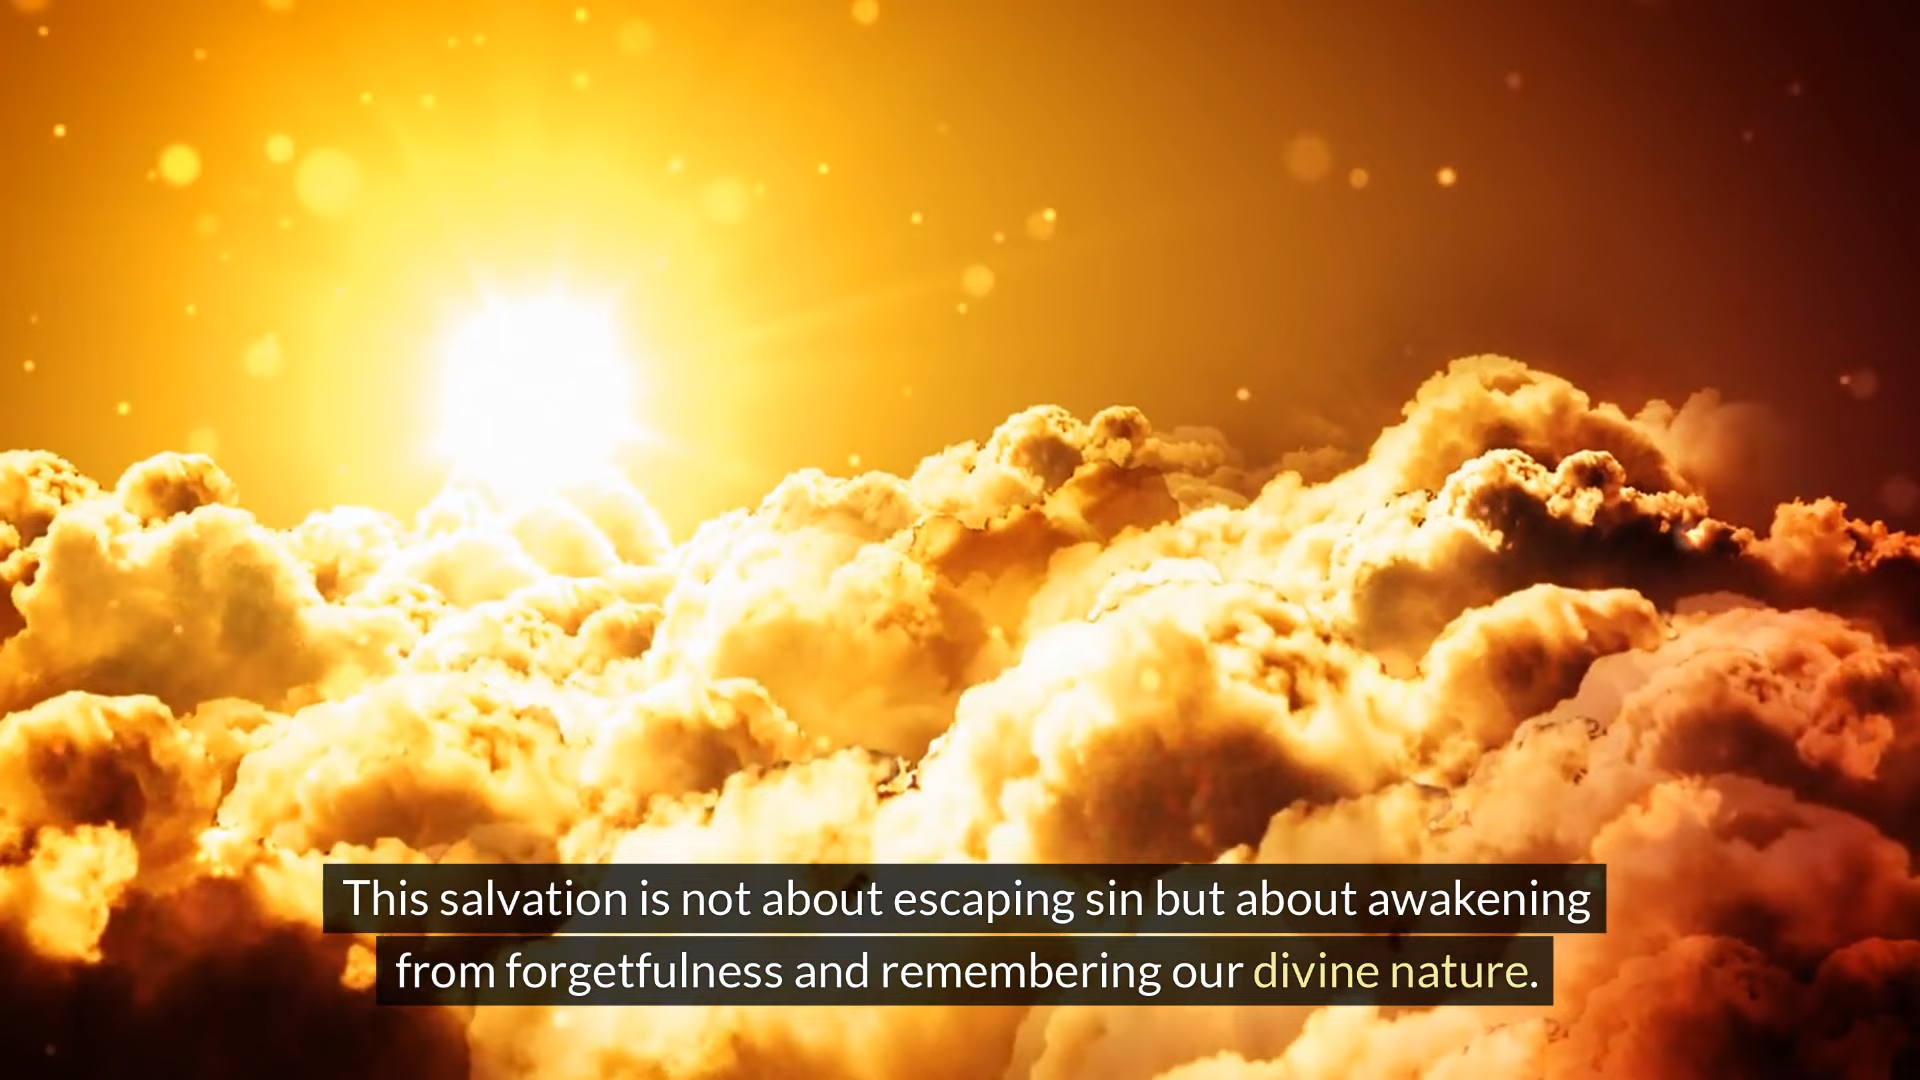 This salvation is not about escaping sin but about awakening
from forgetfulness and remembering our divine nature.